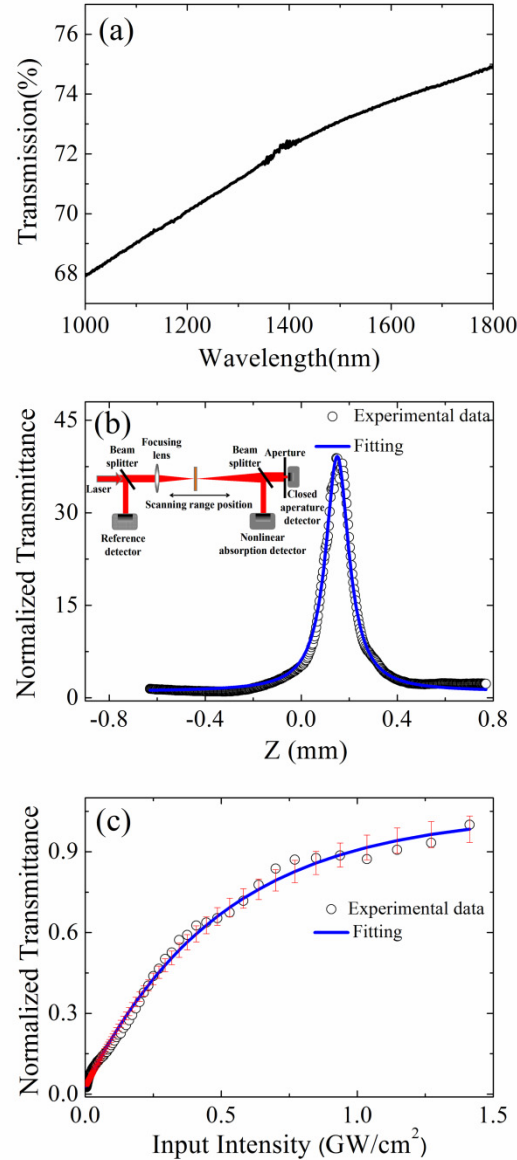 (a)
76
74
72
70
68
Transmission(%)
1000 1200 1400 1600 1800
Wavelength(nm)
(b)
45
30
15
0
Normalized Transmittance
Experimental data
Fitting
Beam
splitter
Focusing
lens
Laser
Scanning range position
Reference
detector
Beam
splitter
Aperture
Closed
aperature
detector
Nonlinear
absorption detector
-0.8 -0.4 0.0 0.4 0.8
Z (mm)
(c)
0.9
0.6
0.3
0.0
Normalized Transmittance
Experimental data
Fitting
0.0 0.5 1.0 1.5
Input Intensity (GW/cm²)